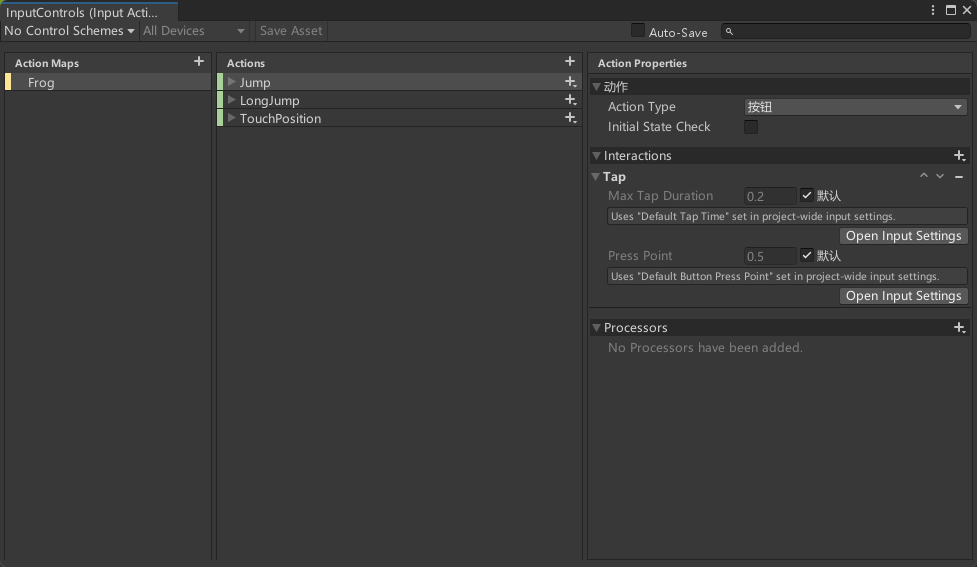 InputControls (Input Acti...
No Control Schemes All Devices Save Asset Auto-Save
Action Maps
Frog
Actions
Jump
LongJump
TouchPosition
Action Properties
动作
Action Type 按钮
Initial State Check
Interactions
Tap
Max Tap Duration 0.2 默认
Uses "Default Tap Time" set in project-wide input settings.
Open Input Settings
Press Point 0.5 默认
Uses "Default Button Press Point" set in project-wide input settings.
Open Input Settings
Processors
No Processors have been added.